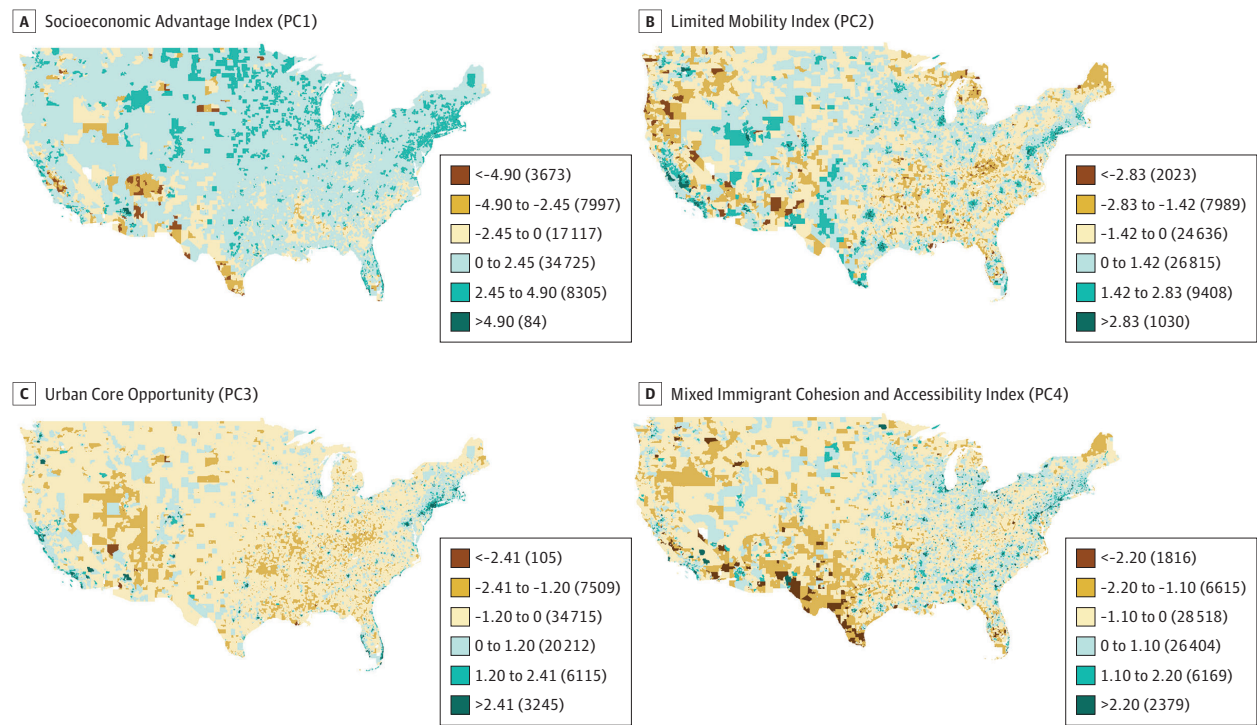 A Socioeconomic Advantage Index (PC1)
<-4.90 (3673)
-4.90 to -2.45 (7997)
-2.45 to 0 (17 117)
0 to 2.45 (34 725)
2.45 to 4.90 (8305)
>4.90 (84)
B Limited Mobility Index (PC2)
<-2.83 (2023)
-2.83 to -1.42 (7989)
-1.42 to 0 (24 636)
0 to 1.42 (26 815)
1.42 to 2.83 (9408)
>2.83 (1030)
C Urban Core Opportunity (PC3)
<-2.41 (105)
-2.41 to -1.20 (7509)
-1.20 to 0 (34 715)
0 to 1.20 (20 212)
1.20 to 2.41 (6115)
>2.41 (3245)
D Mixed Immigrant Cohesion and Accessibility Index (PC4)
<-2.20 (1816)
-2.20 to -1.10 (6615)
-1.10 to 0 (28 518)
0 to 1.10 (26 404)
1.10 to 2.20 (6169)
>2.20 (2379)